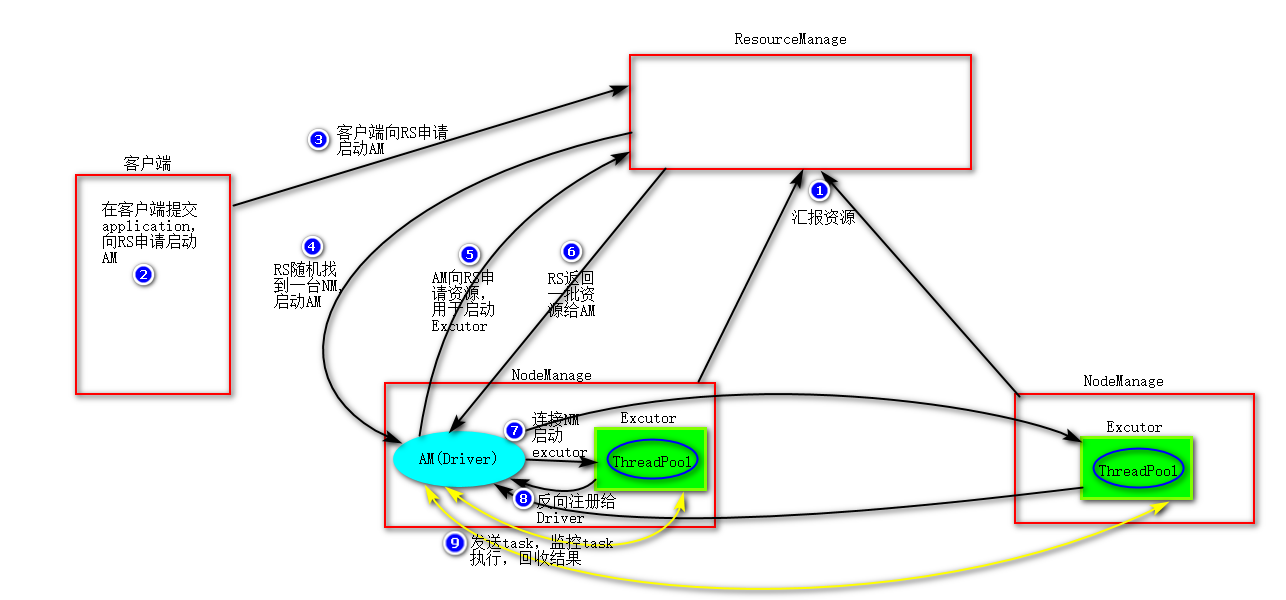 ResourceManage
3
客户端向RS申请
启动AM
客户端
1
汇报资源
在客户端提交
application,
向RS申请启动
AM
2
4
RS随机找
到一台NM,
启动AM
5
AM向RS申
请资源,
用于启动
Excutor
6
RS返回
一批资
源给AM
NodeManage
NodeManage
7
连接NM
启动
excutor
Excutor
Excutor
AM(Driver)
ThreadPool
ThreadPool
8
反向注册给
Driver
9
发送task, 监控task
执行, 回收结果